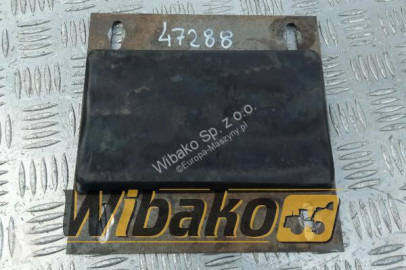 47288
Wibako Sp. z o.o.
©Europa-Maszyny.pl
WIBAKO